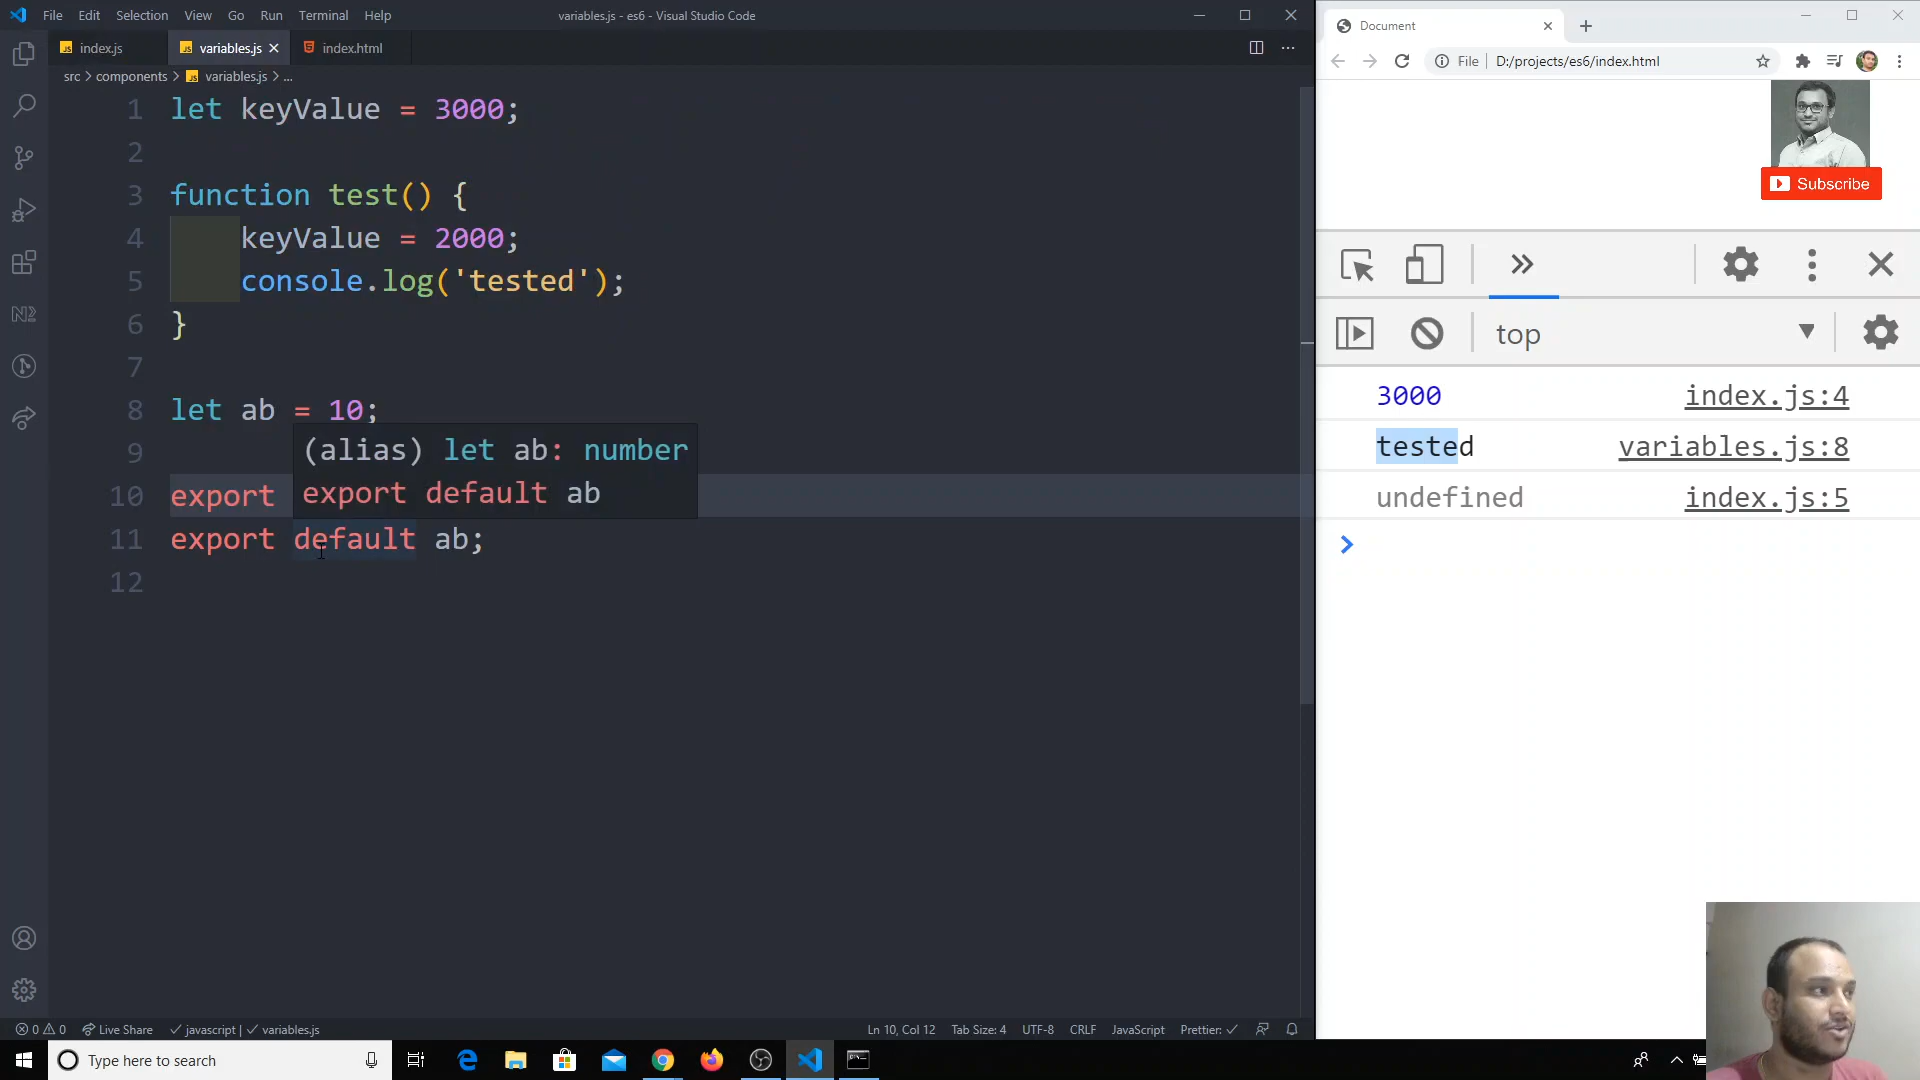 File Edit Selection View Go Run Terminal Help
variables.js - es6 - Visual Studio Code
index.js
variables.js
index.html
src > components > variables.js > ...
1 let keyValue = 3000;
2
3 function test() {
4 keyValue = 2000;
5 console.log('tested');
6 }
7
8 let ab = 10;
9
(alias) let ab: number
export default ab
10 export
11 export default ab;
12
0 0 Live Share javascript | variables.js
Ln 10, Col 12 Tab Size: 4 UTF-8 CRLF JavaScript Prettier:
Type here to search
Document
File | D:/projects/es6/index.html
Subscribe
top
3000 index.js:4
tested variables.js:8
undefined index.js:5